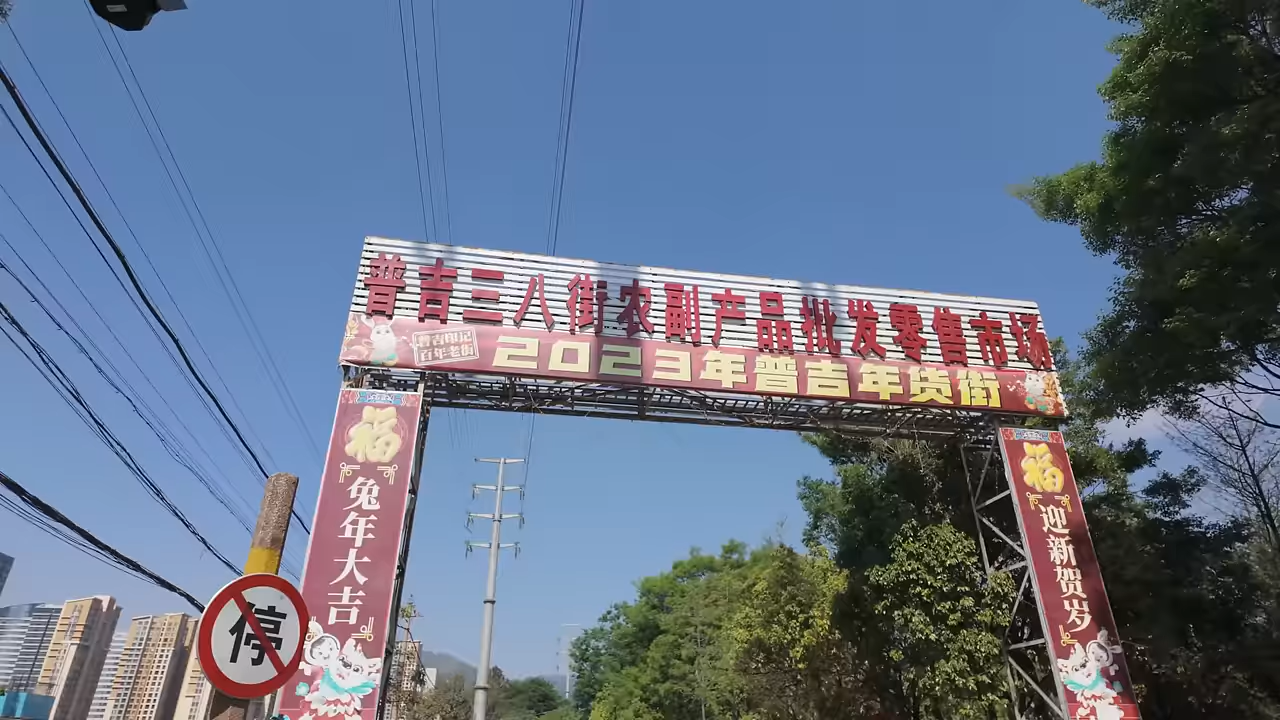 普吉三八街农副产品批发零售市场
普吉印记
百年老街
2023年普吉年货街
福
兔年大吉
福
迎新贺岁
停